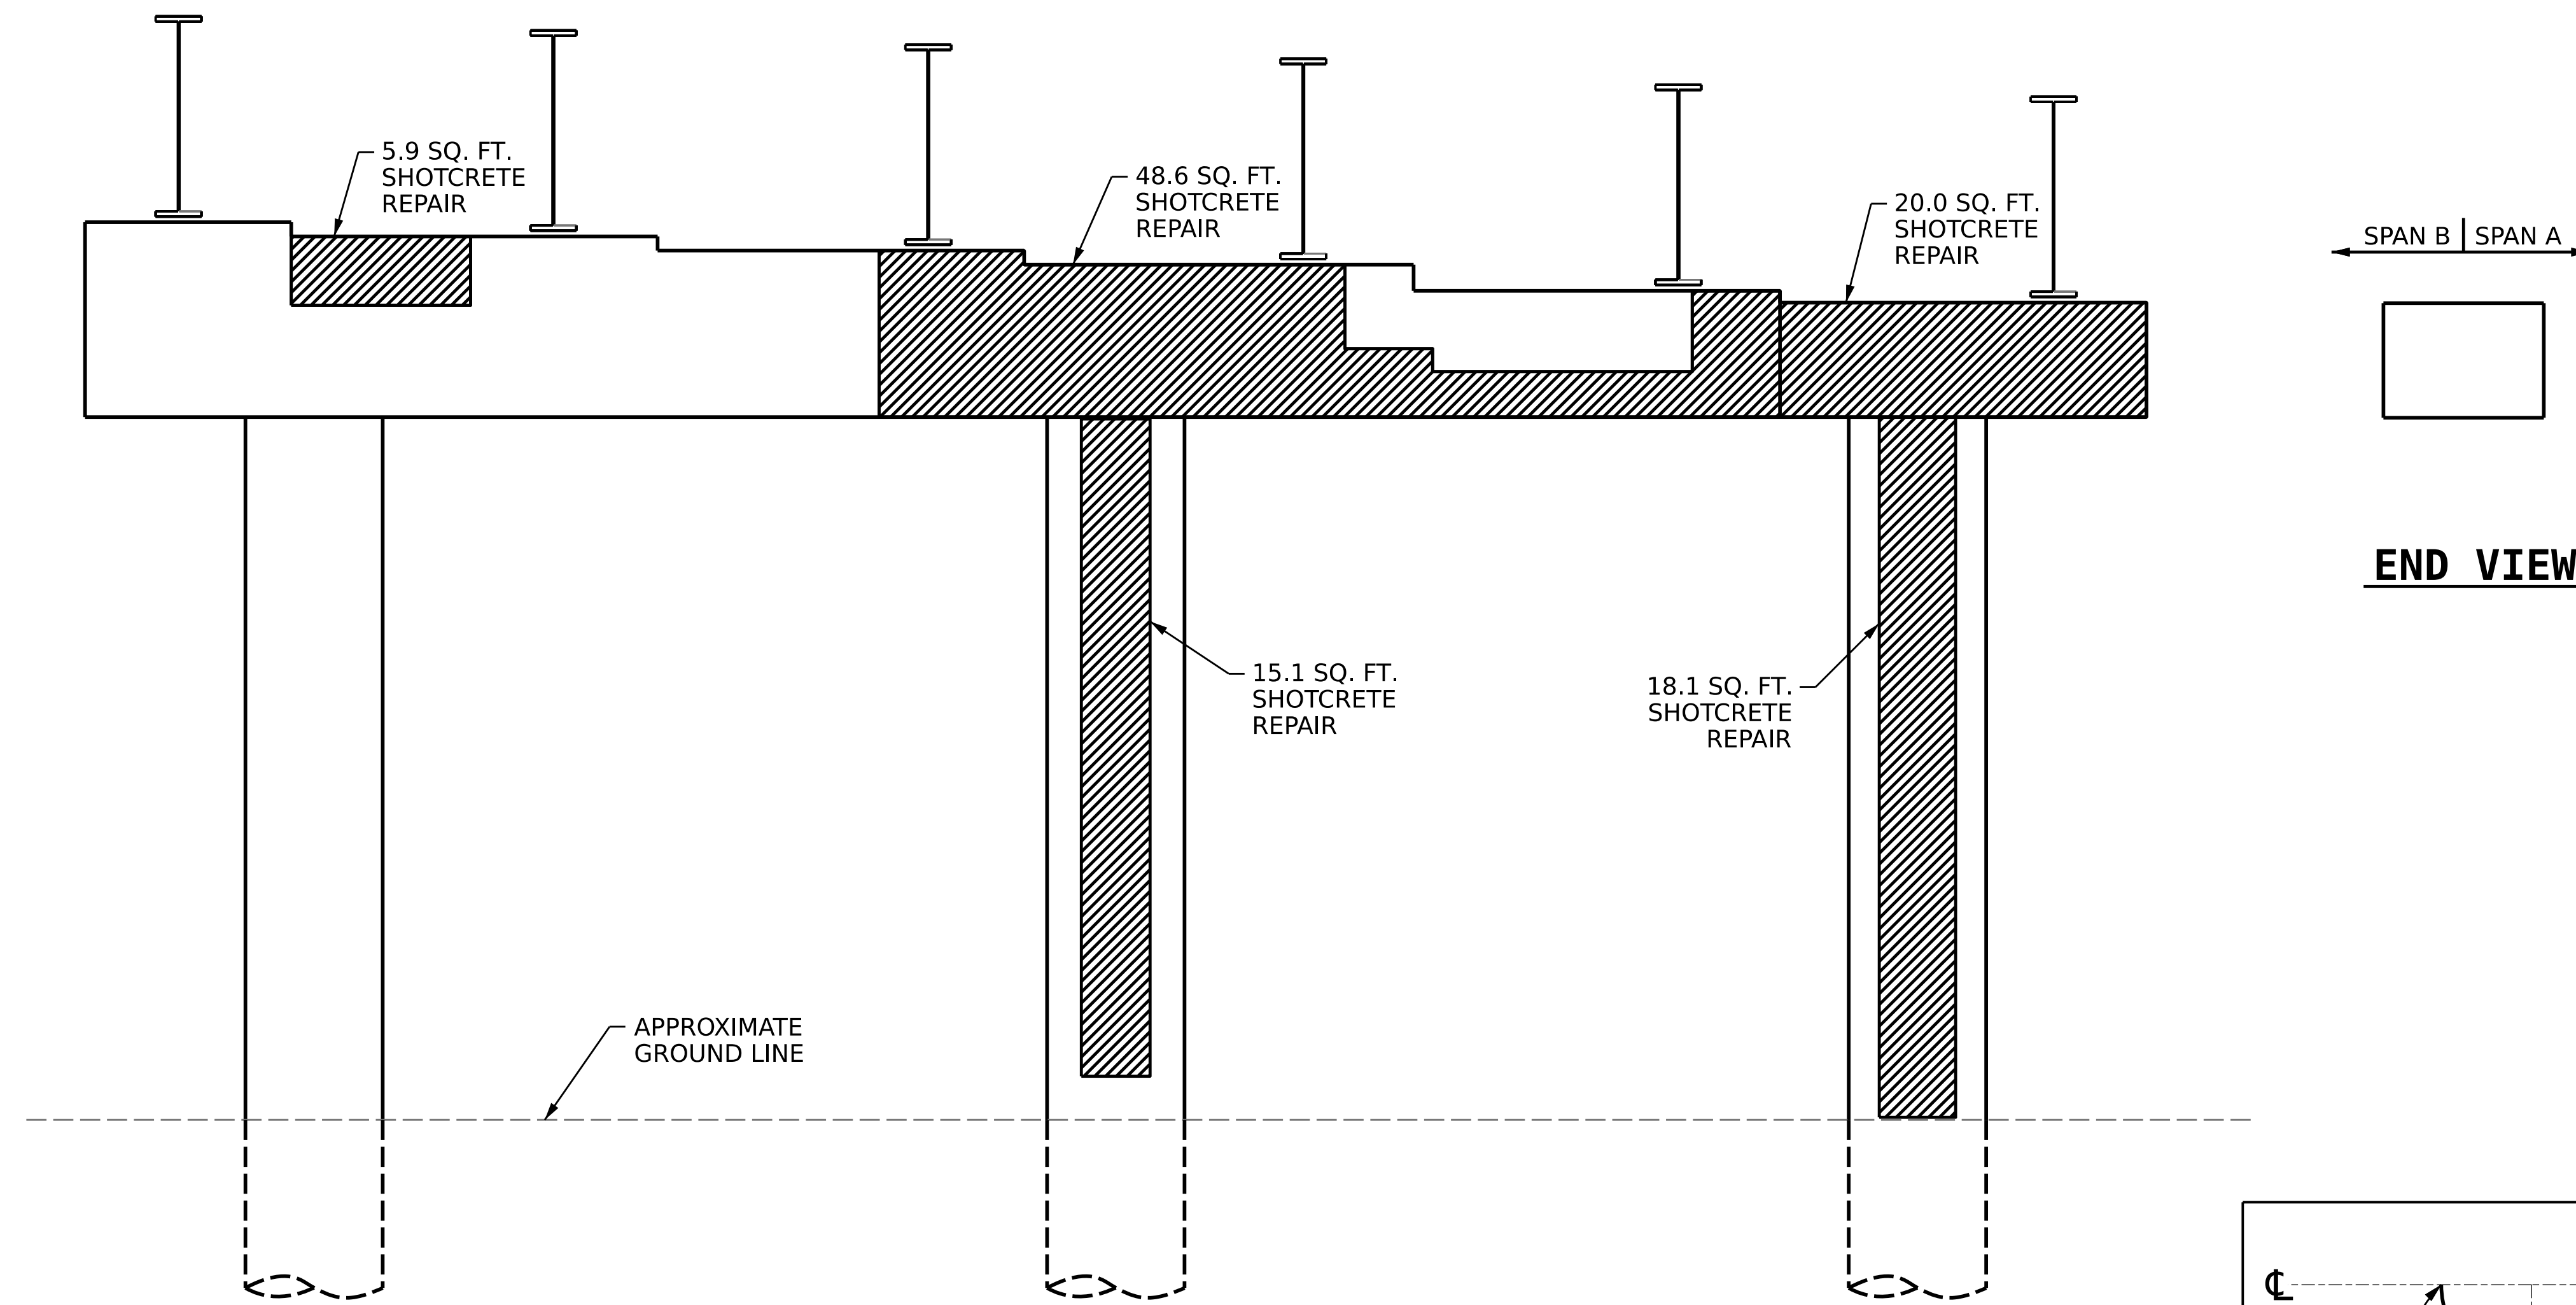 5.9 SQ. FT.
SHOTCRETE
REPAIR
48.6 SQ. FT.
SHOTCRETE
REPAIR
20.0 SQ. FT.
SHOTCRETE
REPAIR
SPAN B SPAN A
END VIEW
15.1 SQ. FT.
SHOTCRETE
REPAIR
18.1 SQ. FT.
SHOTCRETE
REPAIR
APPROXIMATE
GROUND LINE
℄